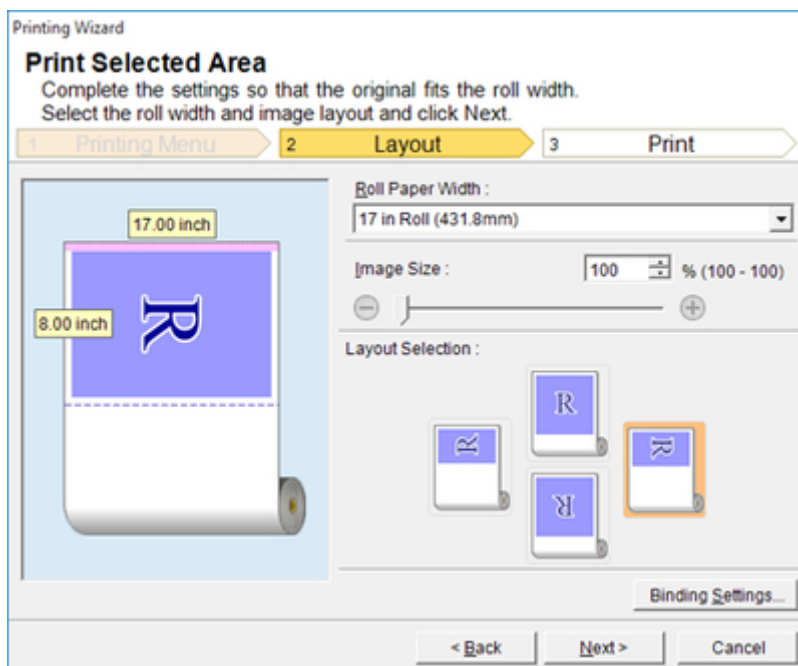 Printing Wizard
Print Selected Area
Complete the settings so that the original fits the roll width.
Select the roll width and image layout and click Next.
1 Printing Menu 2 Layout 3 Print
Roll Paper Width :
17 in Roll (431.8mm)
17.00 inch
Image Size : 100 % (100 - 100)
8.00 inch
R
Layout Selection :
R
R
R
R
Binding Settings...
< Back Next > Cancel